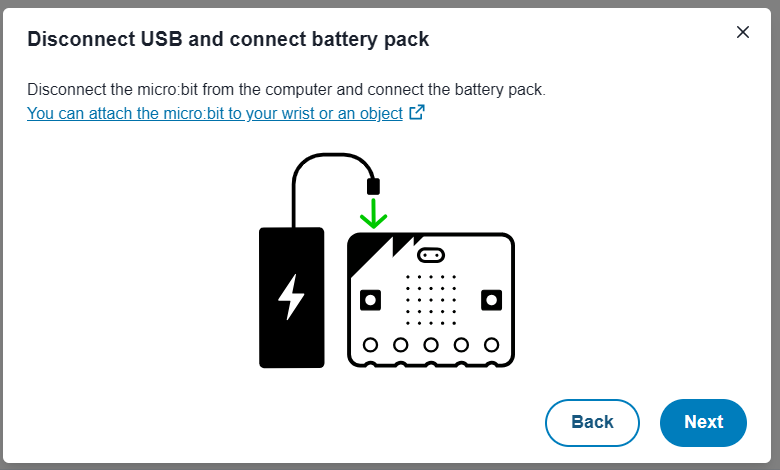 Disconnect USB and connect battery pack
Disconnect the micro:bit from the computer and connect the battery pack.
You can attach the micro:bit to your wrist or an object
Back
Next